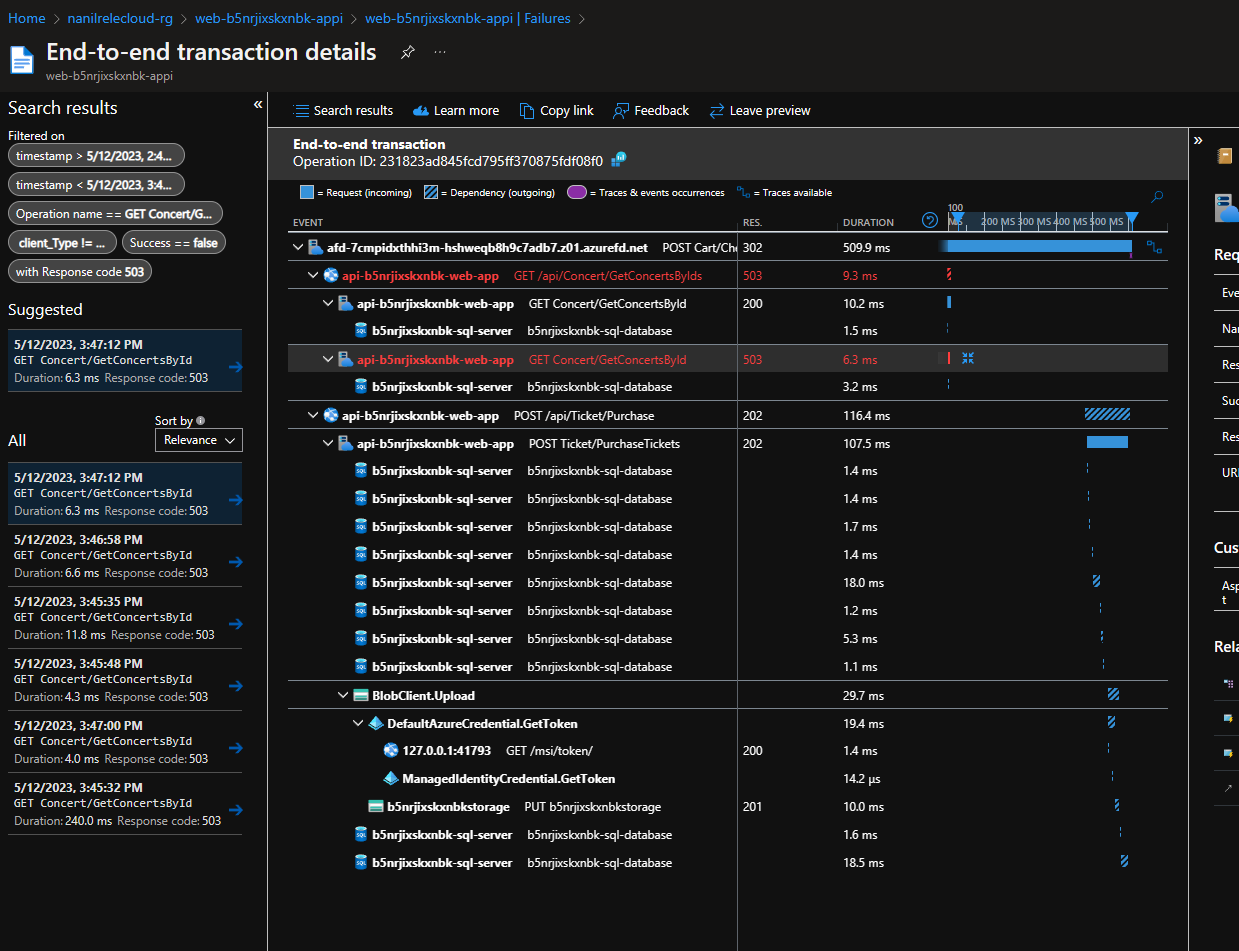 Home > nanilrelecloud-rg > web-b5nrjixskxnbk-appi > web-b5nrjixskxnbk-appi | Failures >
End-to-end transaction details ...
web-b5nrjixskxnbk-appi
Search results «
Filtered on
timestamp > 5/12/2023, 2:4...
timestamp < 5/12/2023, 3:4...
Operation name == GET Concert/G...
client_Type != ... Success == false
with Response code 503
Suggested
5/12/2023, 3:47:12 PM
GET Concert/GetConcertsById
Duration: 6.3 ms Response code: 503
Sort by
All Relevance
5/12/2023, 3:47:12 PM
GET Concert/GetConcertsById
Duration: 6.3 ms Response code: 503
5/12/2023, 3:46:58 PM
GET Concert/GetConcertsById
Duration: 6.6 ms Response code: 503
5/12/2023, 3:45:35 PM
GET Concert/GetConcertsById
Duration: 11.8 ms Response code: 503
5/12/2023, 3:45:48 PM
GET Concert/GetConcertsById
Duration: 4.3 ms Response code: 503
5/12/2023, 3:47:00 PM
GET Concert/GetConcertsById
Duration: 4.0 ms Response code: 503
5/12/2023, 3:45:32 PM
GET Concert/GetConcertsById
Duration: 240.0 ms Response code: 503
Search results Learn more Copy link Feedback Leave preview
End-to-end transaction
Operation ID: 231823ad845fcd795ff370875fdf08f0
= Request (incoming) = Dependency (outgoing) = Traces & events occurrences = Traces available
EVENT RES. DURATION 100 MS 200 MS 300 MS 400 MS 500 MS
afd-7cmpidxthhi3m-hshweqb8h9c7adb7.z01.azurefd.net POST Cart/Che 302 509.9 ms
api-b5nrjixskxnbk-web-app GET /api/Concert/GetConcertsByIds 503 9.3 ms
api-b5nrjixskxnbk-web-app GET Concert/GetConcertsById 200 10.2 ms
b5nrjixskxnbk-sql-server b5nrjixskxnbk-sql-database 1.5 ms
api-b5nrjixskxnbk-web-app GET Concert/GetConcertsById 503 6.3 ms
b5nrjixskxnbk-sql-server b5nrjixskxnbk-sql-database 3.2 ms
api-b5nrjixskxnbk-web-app POST /api/Ticket/Purchase 202 116.4 ms
api-b5nrjixskxnbk-web-app POST Ticket/PurchaseTickets 202 107.5 ms
b5nrjixskxnbk-sql-server b5nrjixskxnbk-sql-database 1.4 ms
b5nrjixskxnbk-sql-server b5nrjixskxnbk-sql-database 1.4 ms
b5nrjixskxnbk-sql-server b5nrjixskxnbk-sql-database 1.7 ms
b5nrjixskxnbk-sql-server b5nrjixskxnbk-sql-database 1.4 ms
b5nrjixskxnbk-sql-server b5nrjixskxnbk-sql-database 18.0 ms
b5nrjixskxnbk-sql-server b5nrjixskxnbk-sql-database 1.2 ms
b5nrjixskxnbk-sql-server b5nrjixskxnbk-sql-database 5.3 ms
b5nrjixskxnbk-sql-server b5nrjixskxnbk-sql-database 1.1 ms
BlobClient.Upload 29.7 ms
DefaultAzureCredential.GetToken 19.4 ms
127.0.0.1:41793 GET /msi/token/ 200 1.4 ms
ManagedIdentityCredential.GetToken 14.2 µs
b5nrjixskxnbkstorage PUT b5nrjixskxnbkstorage 201 10.0 ms
b5nrjixskxnbk-sql-server b5nrjixskxnbk-sql-database 1.6 ms
b5nrjixskxnbk-sql-server b5nrjixskxnbk-sql-database 18.5 ms
»
Req
Eve
Nar
Res
Suc
Res
URI
Cus
Asp
t
Rela